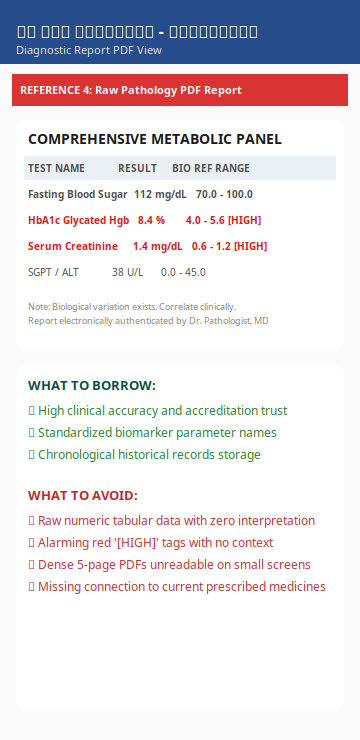 Diagnostic Report PDF View
REFERENCE 4: Raw Pathology PDF Report
COMPREHENSIVE METABOLIC PANEL
TEST NAME RESULT BIO REF RANGE
Fasting Blood Sugar 112 mg/dL 70.0 - 100.0
HbA1c Glycated Hgb 8.4 % 4.0 - 5.6 [HIGH]
Serum Creatinine 1.4 mg/dL 0.6 - 1.2 [HIGH]
SGPT / ALT 38 U/L 0.0 - 45.0
Note: Biological variation exists. Correlate clinically.
Report electronically authenticated by Dr. Pathologist, MD
WHAT TO BORROW:
High clinical accuracy and accreditation trust
Standardized biomarker parameter names
Chronological historical records storage
WHAT TO AVOID:
Raw numeric tabular data with zero interpretation
Alarming red '[HIGH]' tags with no context
Dense 5-page PDFs unreadable on small screens
Missing connection to current prescribed medicines